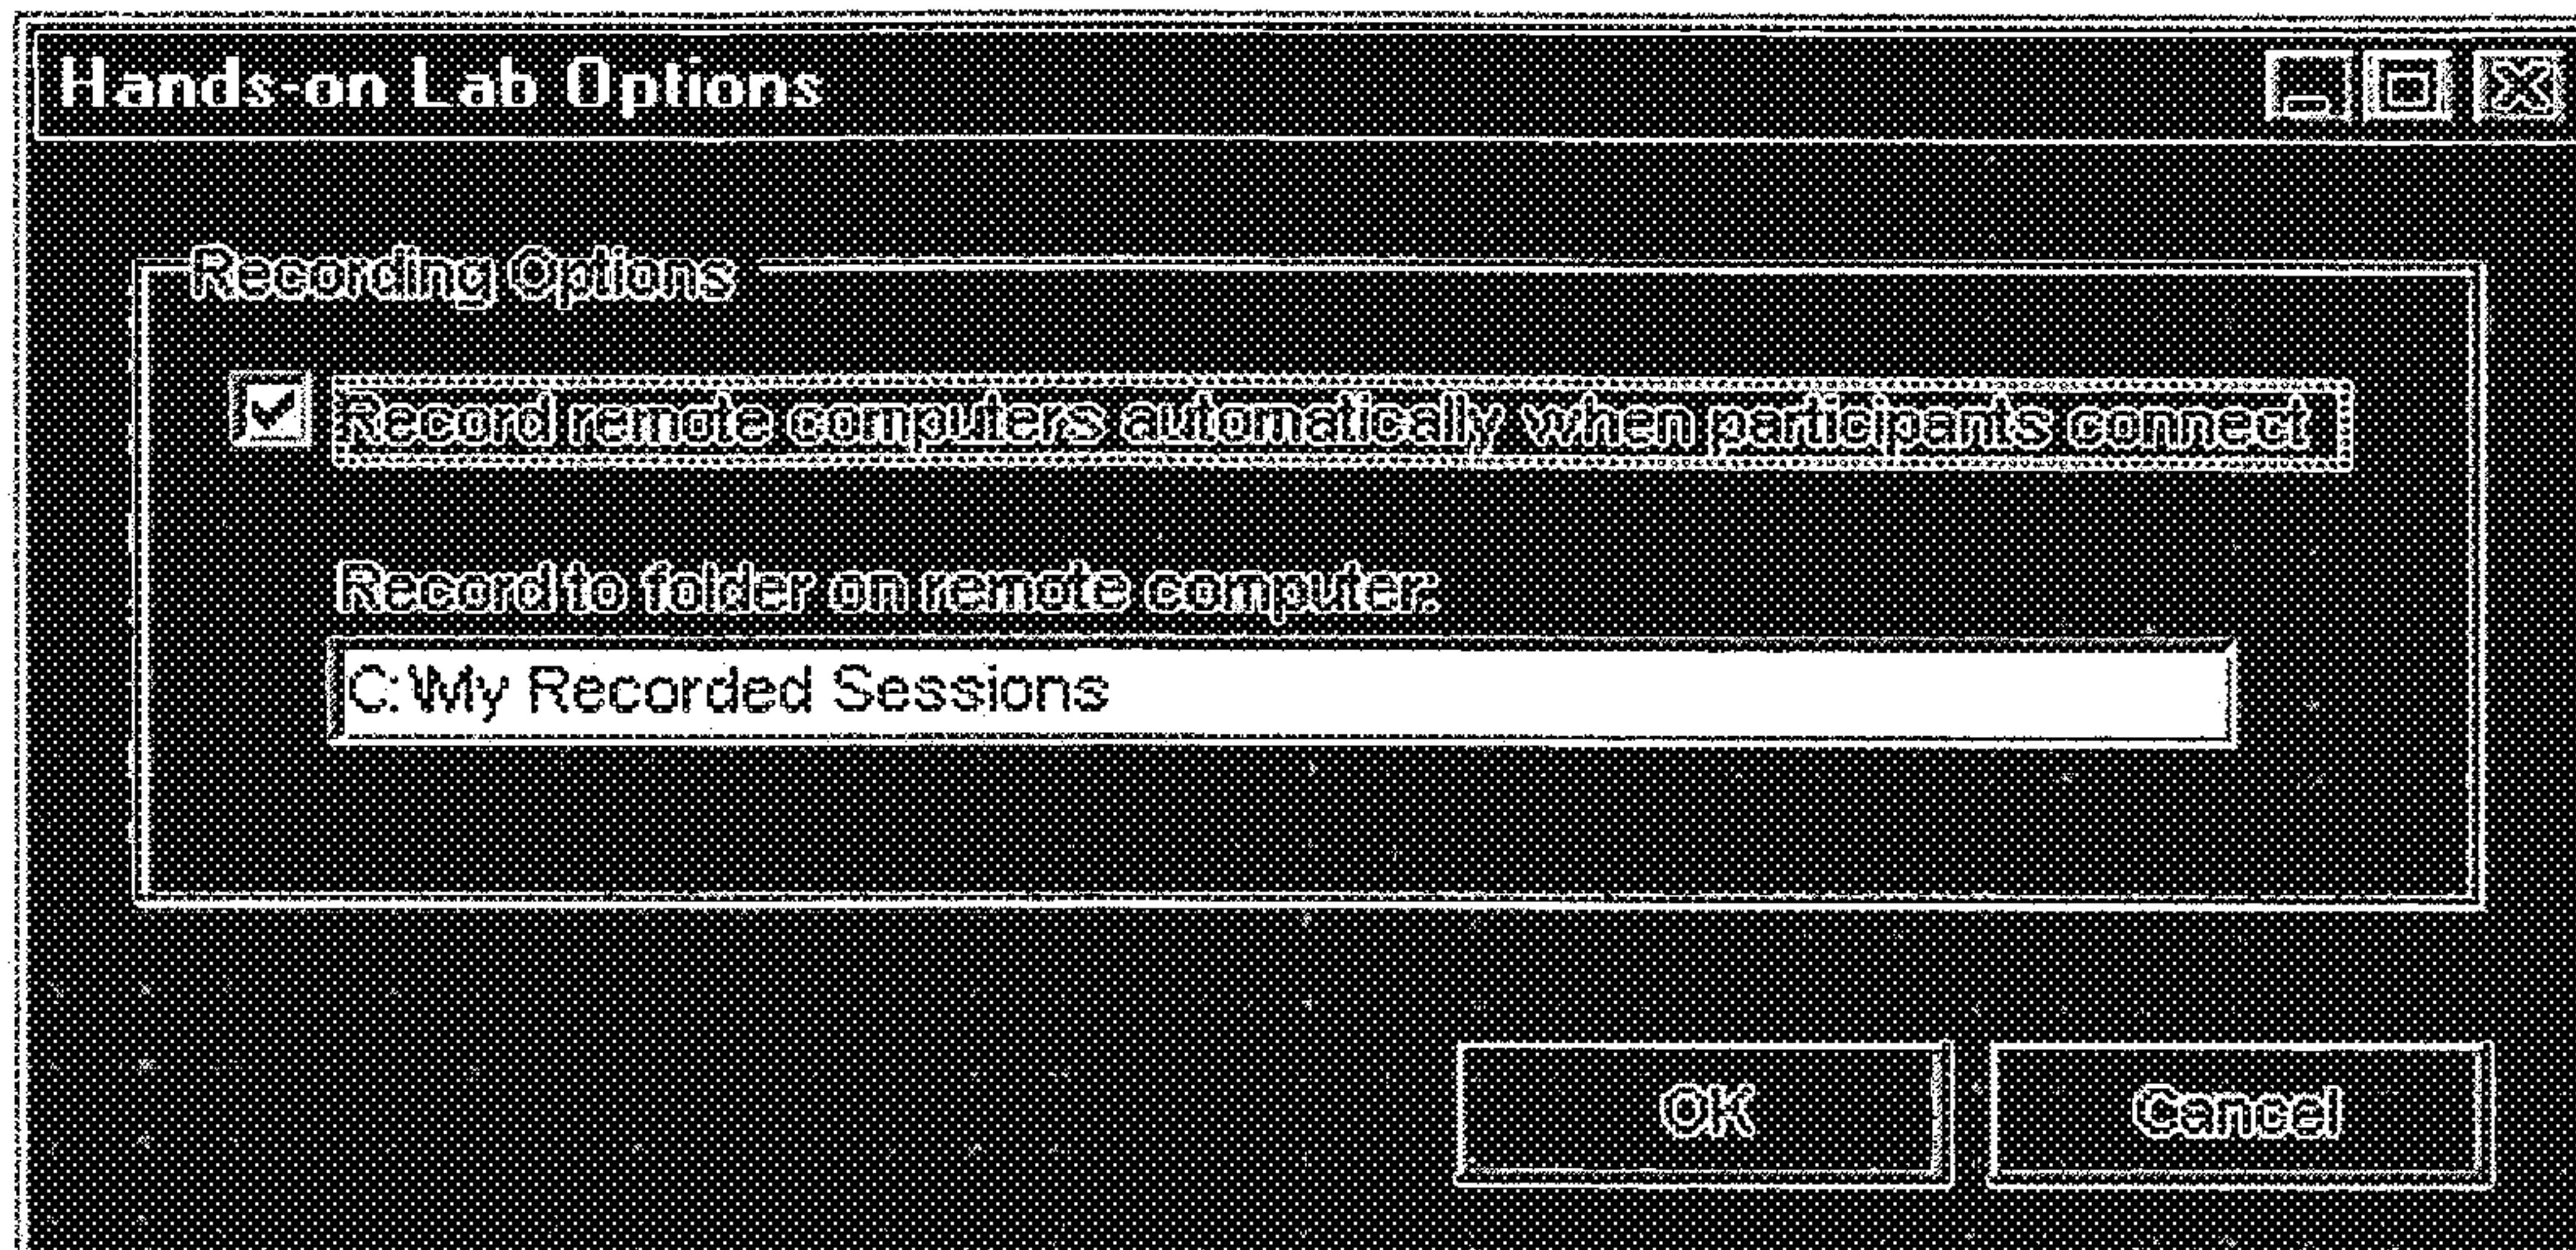 Hands-on Lab Options
Recording Options
Record remote computers automatically when participants connect
Record to folder on remote computer:
C:\My Recorded Sessions
OK
Cancel